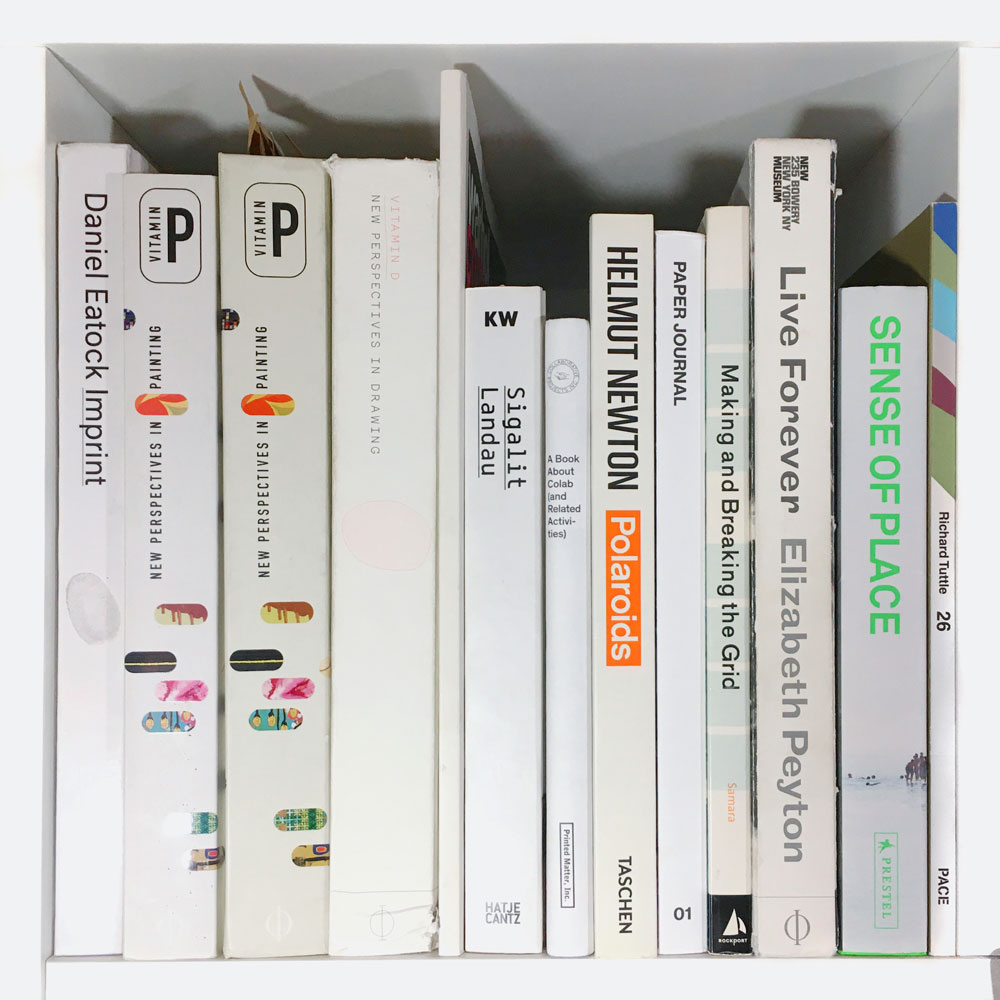 Daniel Eatock Imprint
P
VITAMIN
NEW PERSPECTIVES IN PAINTING
P
VITAMIN
NEW PERSPECTIVES IN PAINTING
VITAMIN D
NEW PERSPECTIVES IN DRAWING
KW
Sigalit
Landau
HATJE
CANTZ
A Book
About
Colab
(and
Related
Activi-
ties)
Printed Matter, Inc.
HELMUT NEWTON
Polaroids
TASCHEN
PAPER JOURNAL
01
Making and Breaking the Grid
Samara
ROCKPORT
NEW
235 BOWERY
NEW YORK NY
MUSEUM
Live Forever Elizabeth Peyton
SENSE OF PLACE
PRESTEL
Richard Tuttle
26
PACE